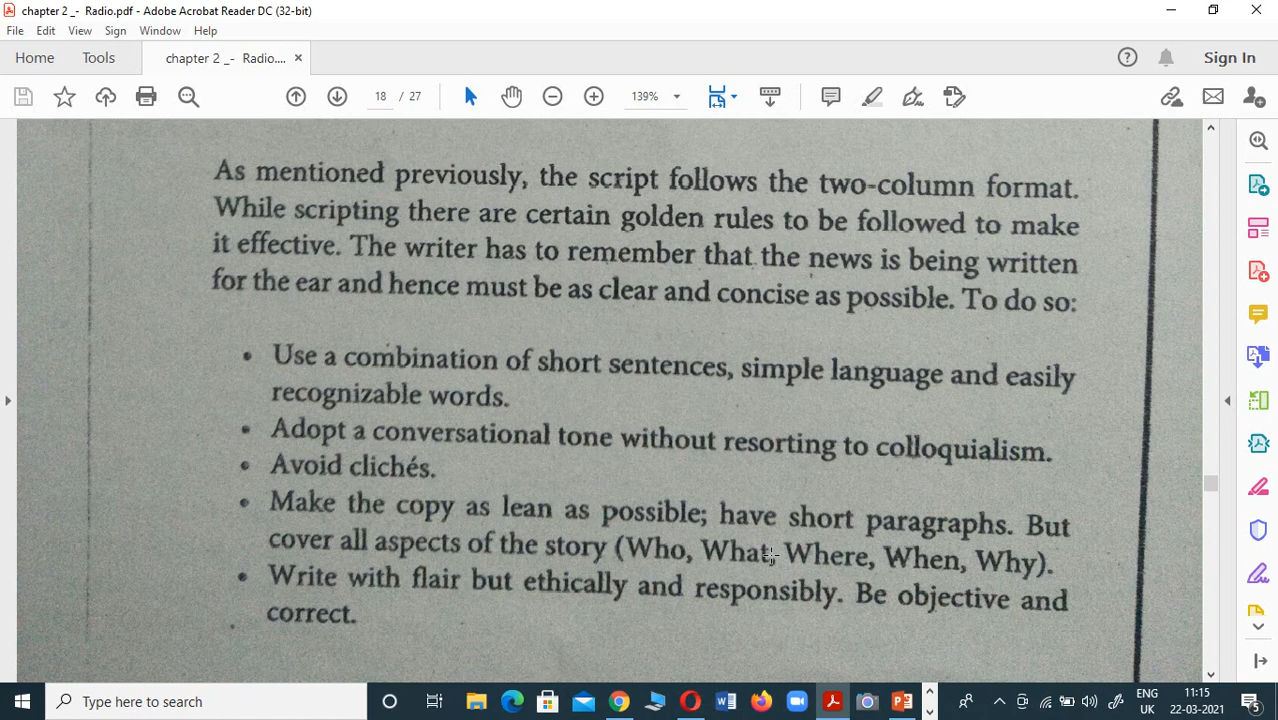 chapter 2 _- Radio.pdf - Adobe Acrobat Reader DC (32-bit)
File Edit View Sign Window Help
Home Tools chapter 2 _- Radio.... × Sign In
18 / 27 139%
As mentioned previously, the script follows the two-column format.
While scripting there are certain golden rules to be followed to make
it effective. The writer has to remember that the news is being written
for the ear and hence must be as clear and concise as possible. To do so:
• Use a combination of short sentences, simple language and easily
recognizable words.
• Adopt a conversational tone without resorting to colloquialism.
• Avoid clichés.
• Make the copy as lean as possible; have short paragraphs. But
cover all aspects of the story (Who, What, Where, When, Why).
• Write with flair but ethically and responsibly. Be objective and
correct.
Type here to search
ENG 11:15
UK 22-03-2021 5